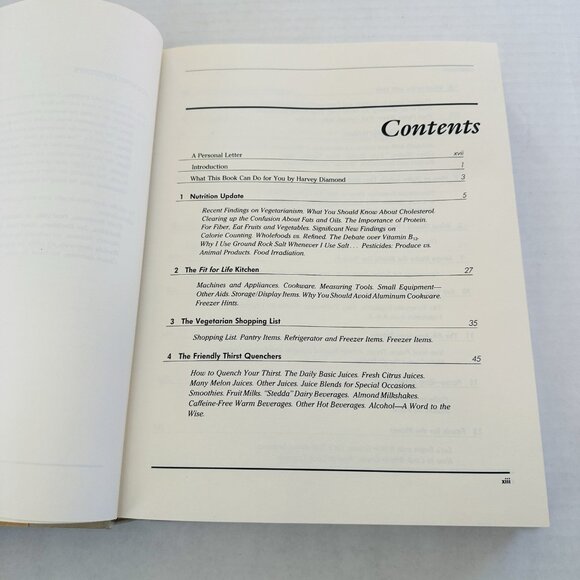 Contents
A Personal Letter xvii
Introduction 1
What This Book Can Do for You by Harvey Diamond 3
1 Nutrition Update 5
Recent Findings on Vegetarianism. What You Should Know About Cholesterol.
Clearing up the Confusion About Fats and Oils. The Importance of Protein.
For Fiber, Eat Fruits and Vegetables. Significant New Findings on
Calorie Counting. Wholefoods vs. Refined. The Debate over Vitamin B₁₂.
Why I Use Ground Rock Salt Whenever I Use Salt . . . Pesticides: Produce vs.
Animal Products. Food Irradiation.
2 The Fit for Life Kitchen 27
Machines and Appliances. Cookware. Measuring Tools. Small Equipment—
Other Aids. Storage/Display Items. Why You Should Avoid Aluminum Cookware.
Freezer Hints.
3 The Vegetarian Shopping List 35
Shopping List. Pantry Items. Refrigerator and Freezer Items. Freezer Items.
4 The Friendly Thirst Quenchers 45
How to Quench Your Thirst. The Daily Basic Juices. Fresh Citrus Juices.
Many Melon Juices. Other Juices. Juice Blends for Special Occasions.
Smoothies. Fruit Milks. "Stedda" Dairy Beverages. Almond Milkshakes.
Caffeine-Free Warm Beverages. Other Hot Beverages. Alcohol—A Word to the
Wise.
xiii